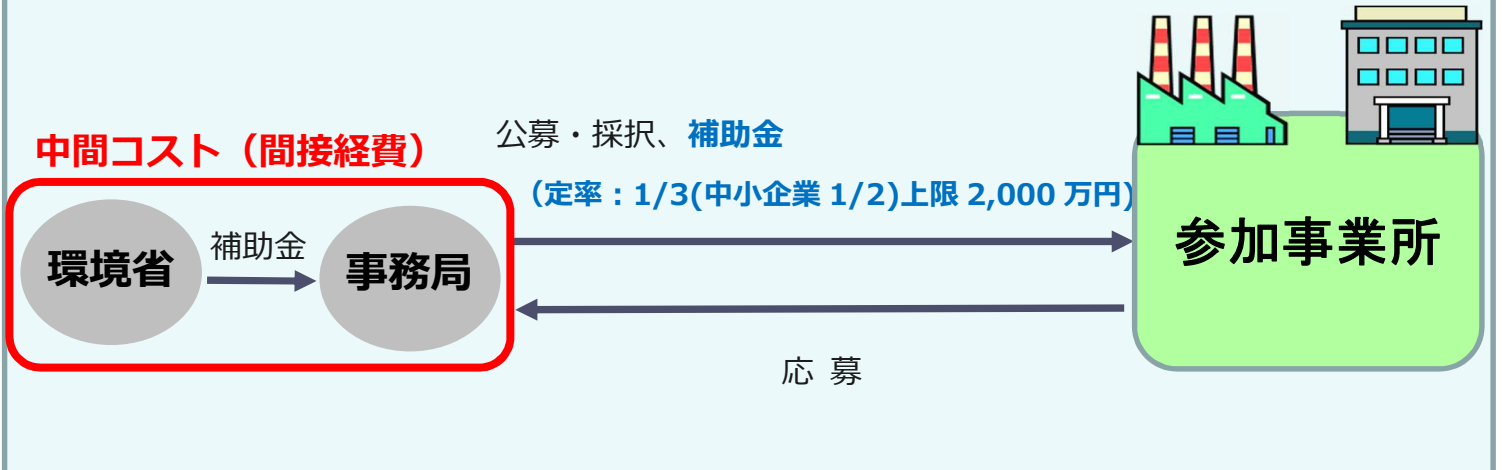 中間コスト（間接経費）
公募・採択、補助金
（定率：1/3(中小企業 1/2)上限 2,000 万円)
環境省
補助金
事務局
参加事業所
応 募